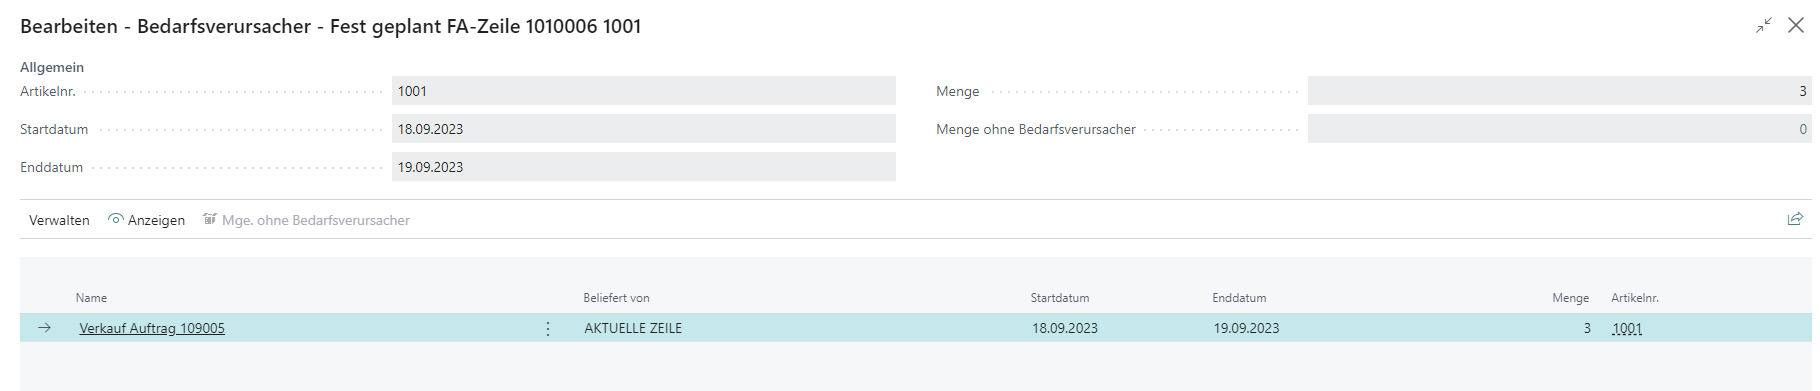 Bearbeiten - Bedarfsverursacher - Fest geplant FA-Zeile 1010006 1001
Allgemein
Artikelnr. 1001 Menge 3
Startdatum 18.09.2023 Menge ohne Bedarfsverursacher 0
Enddatum 19.09.2023
Verwalten Anzeigen Mge. ohne Bedarfsverursacher
Name Beliefert von Startdatum Enddatum Menge Artikelnr.
Verkauf Auftrag 109005 AKTUELLE ZEILE 18.09.2023 19.09.2023 3 1001